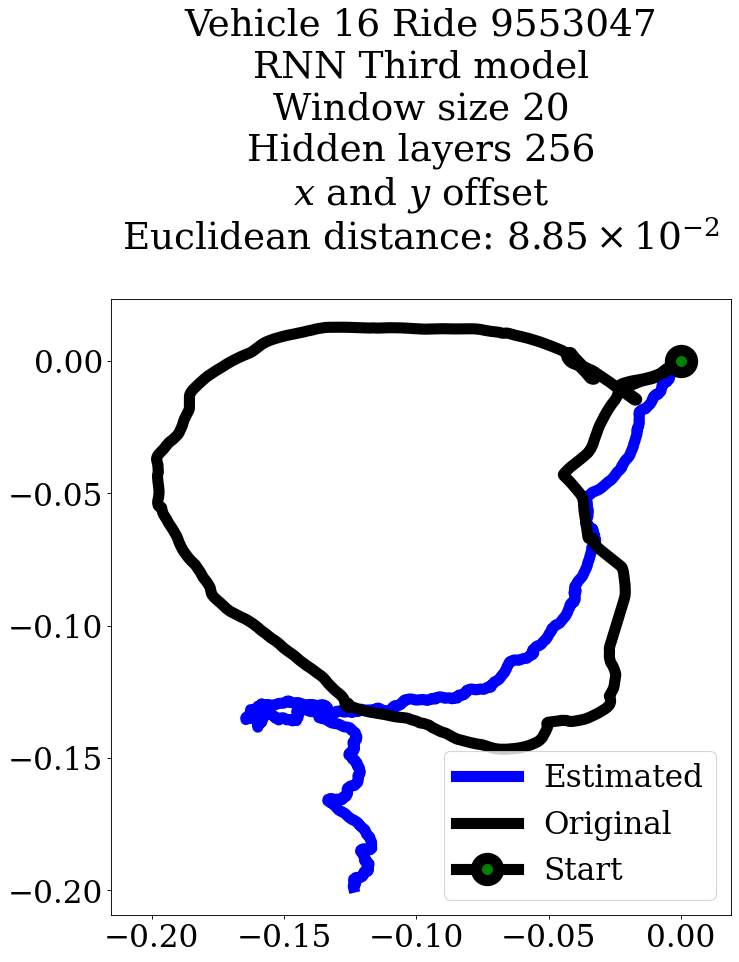 Vehicle 16 Ride 9553047
RNN Third model
Window size 20
Hidden layers 256
x and y offset
Euclidean distance: 8.85 × 10⁻²
0.00
−0.05
−0.10
−0.15
−0.20
Estimated
Original
Start
−0.20 −0.15 −0.10 −0.05 0.00